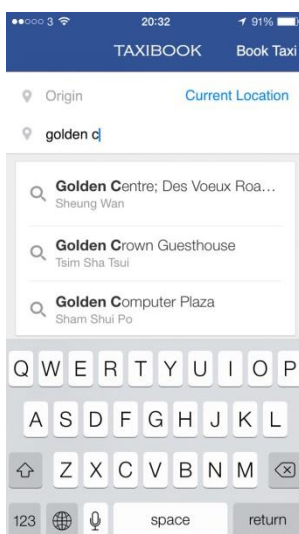 3 20:32 91%
TAXIBOOK Book Taxi
Origin Current Location
golden c
Golden Centre; Des Voeux Roa...
Sheung Wan
Golden Crown Guesthouse
Tsim Sha Tsui
Golden Computer Plaza
Sham Shui Po
Q W E R T Y U I O P
A S D F G H J K L
Z X C V B N M
123 space return